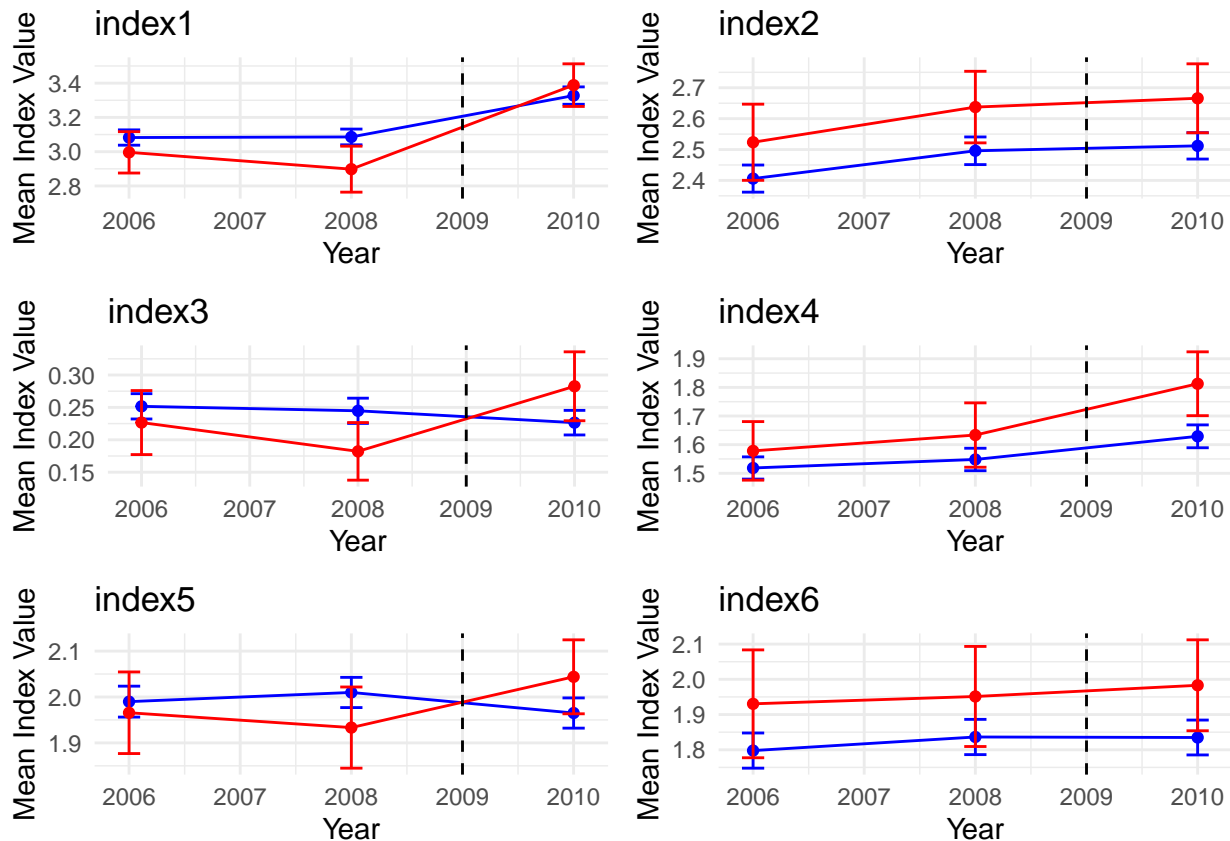 index1
Mean Index Value
3.4
3.2
3.0
2.8
2006 2007 2008 2009 2010
Year
index2
Mean Index Value
2.7
2.6
2.5
2.4
2006 2007 2008 2009 2010
Year
index3
Mean Index Value
0.30
0.25
0.20
0.15
2006 2007 2008 2009 2010
Year
index4
Mean Index Value
1.9
1.8
1.7
1.6
1.5
2006 2007 2008 2009 2010
Year
index5
Mean Index Value
2.1
2.0
1.9
2006 2007 2008 2009 2010
Year
index6
Mean Index Value
2.1
2.0
1.9
1.8
2006 2007 2008 2009 2010
Year